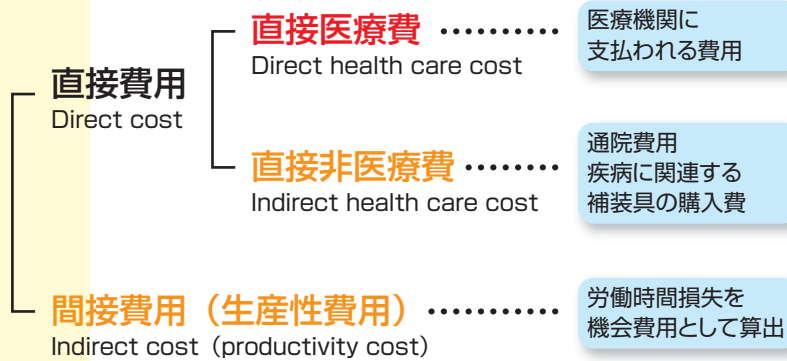 直接医療費
Direct health care cost
医療機関に
支払われる費用
直接費用
Direct cost
直接非医療費
Indirect health care cost
通院費用
疾病に関連する
補装具の購入費
間接費用（生産性費用）
Indirect cost（productivity cost）
労働時間損失を
機会費用として算出